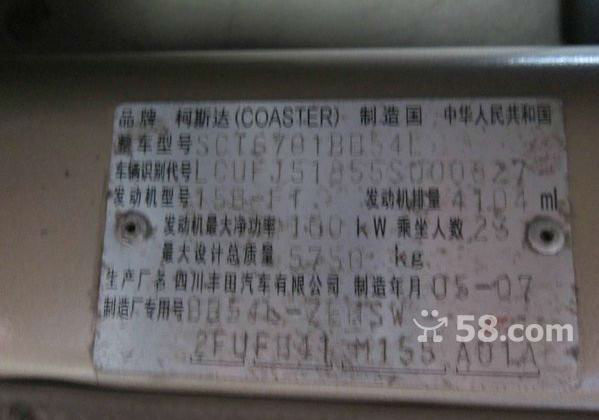 品牌 柯斯达(COASTER) 制造国 中华人民共和国
整车型号 SCT6701BB54L
车辆识别代号
发动机型号 15B-FT 发动机排量 4104 ml
发动机最大净功率 100 kW 乘坐人数 23
最大设计总质量 5750 kg
生产厂者 四川丰田汽车有限公司 制造年月 05-07
制造厂专用号
2FUFB11 M155 A01A
58.com